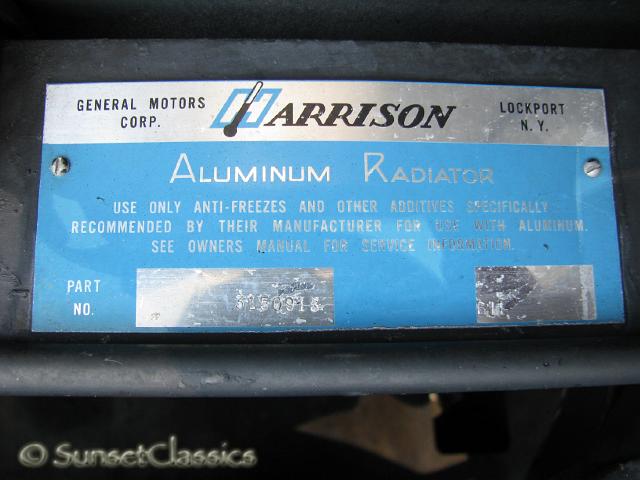 GENERAL MOTORS CORP.
HARRISON
LOCKPORT N. Y.
ALUMINUM RADIATOR
USE ONLY ANTI-FREEZES AND OTHER ADDITIVES SPECIFICALLY
RECOMMENDED BY THEIR MANUFACTURER FOR USE WITH ALUMINUM.
SEE OWNERS MANUAL FOR SERVICE INFORMATION.
PART NO.
© SunsetClassics